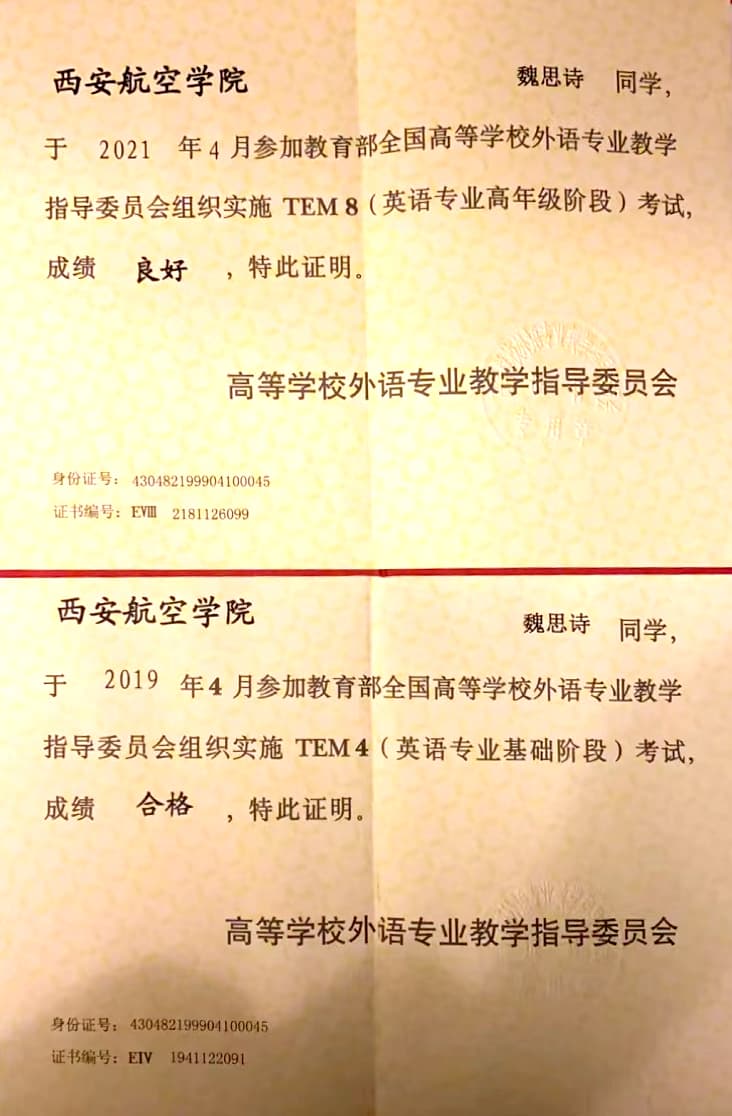 西安航空学院 魏思诗 同学,
于 2021 年 4 月参加教育部全国高等学校外语专业教学
指导委员会组织实施 TEM 8（英语专业高年级阶段）考试,
成绩 良好 ，特此证明。
高等学校外语专业教学指导委员会
专用章
身份证号： 430482199904100045
证书编号： EVⅢ 2181126099
西安航空学院 魏思诗 同学,
于 2019 年 4 月参加教育部全国高等学校外语专业教学
指导委员会组织实施 TEM 4（英语专业基础阶段）考试,
成绩 合格 ，特此证明。
高等学校外语专业教学指导委员会
身份证号： 430482199904100045
证书编号： EIV 1941122091